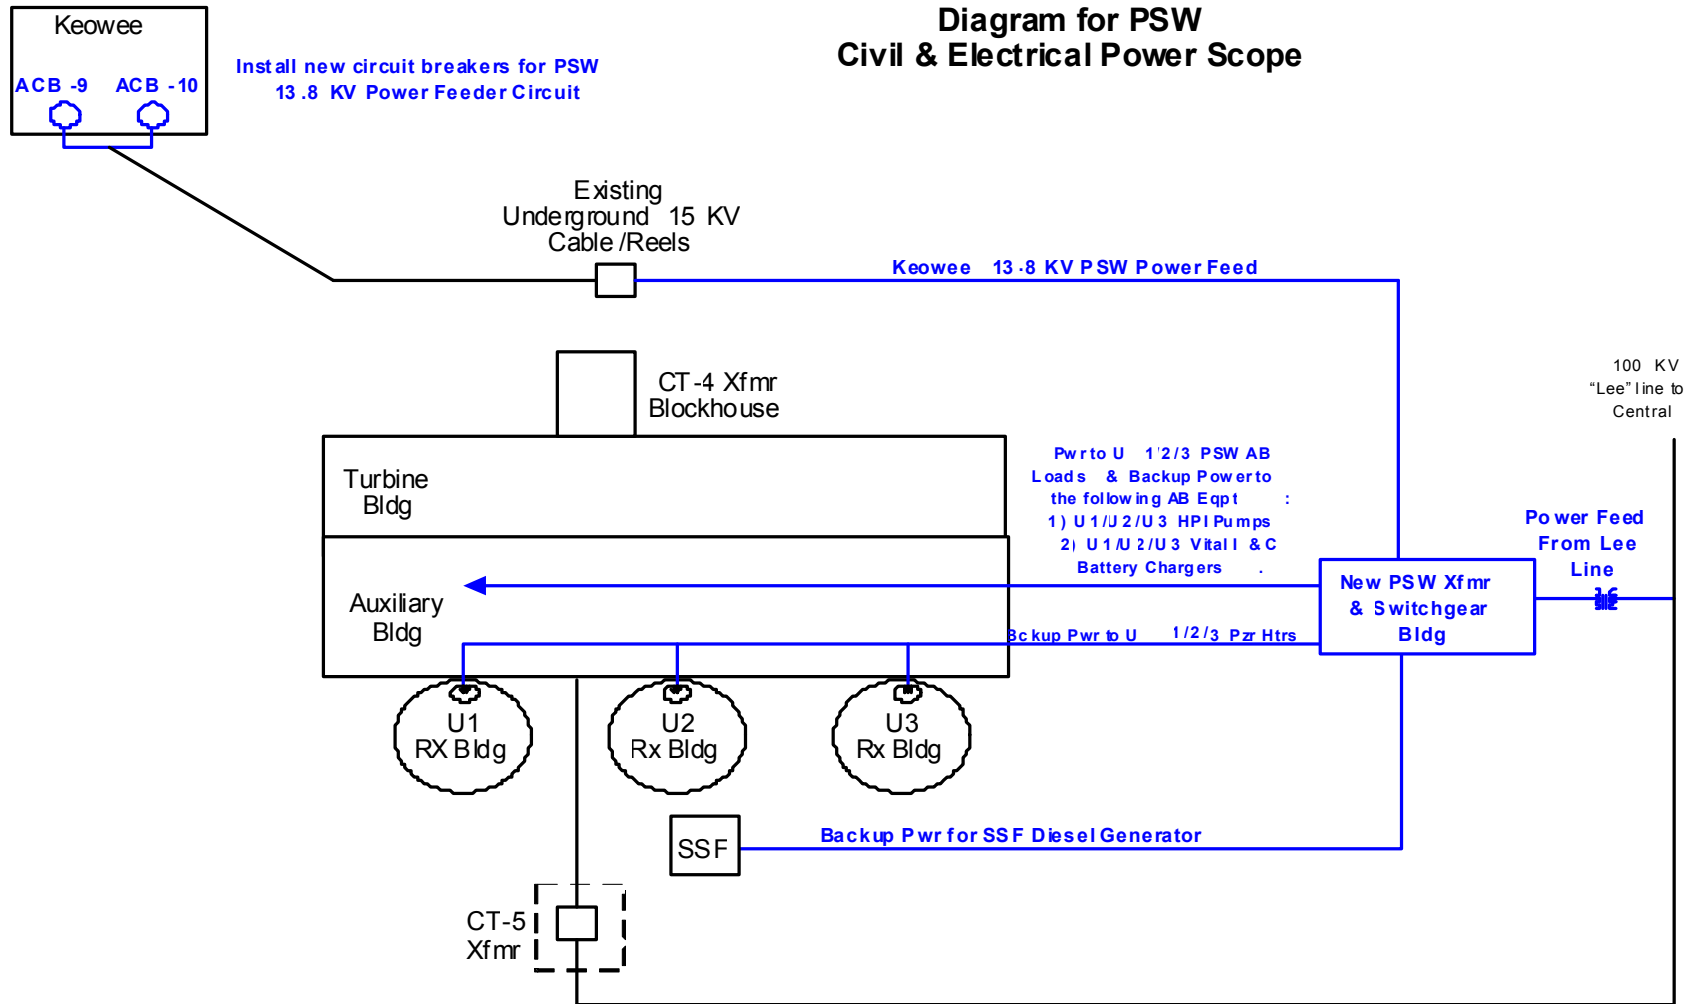 Diagram for PSW
Civil & Electrical Power Scope
Keowee
ACB -9 ACB -10
Install new circuit breakers for PSW
13.8 KV Power Feeder Circuit
Existing
Underground 15 KV
Cable /Reels
Keowee 13.8 KV PSW Power Feed
CT-4 Xfmr
Blockhouse
100 KV
“Lee” line to
Central
Turbine
Bldg
Pwr to U 1/2/3 PSW AB
Loads & Backup Power to
the following AB Eqpt :
1) U1/U2/U3 HPI Pumps
2) U1/U2/U3 Vital I & C
Battery Chargers .
Power Feed
From Lee
Line
New PSW Xfmr
& Switchgear
Bldg
Auxiliary
Bldg
Bckup Pwr to U 1/2/3 Pzr Htrs
U1
RX Bldg
U2
Rx Bldg
U3
Rx Bldg
SSF
Backup Pwr for SSF Diesel Generator
CT-5
Xfmr